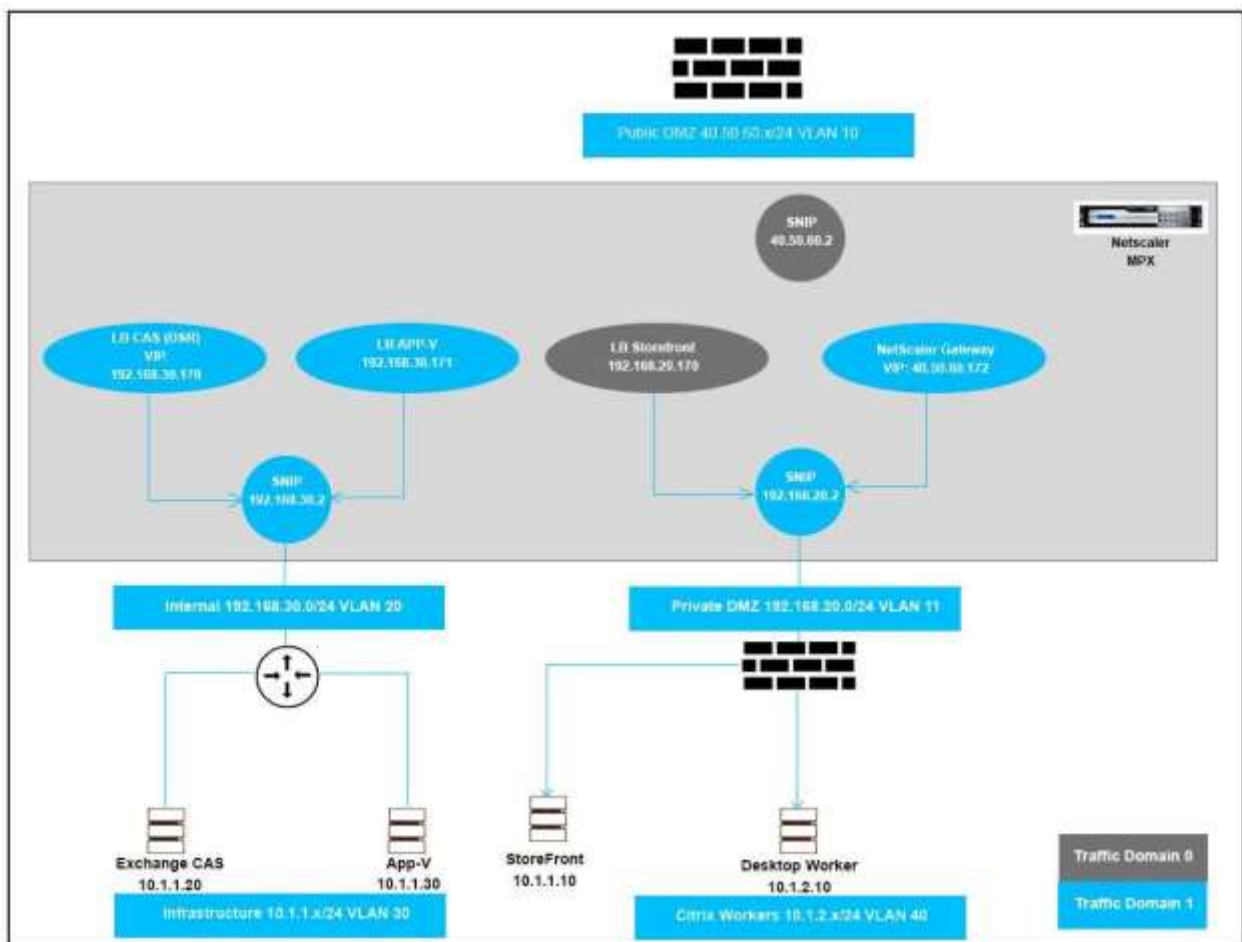 Public DMZ 40.50.60.x/24 VLAN 10
SNIP
40.50.60.2
Netscaler
MPX
LB CAS (DSR)
VIP:
192.168.30.170
LB APP-V
192.168.30.171
LB Storefront
192.168.20.170
NetScaler Gateway
VIP: 40.50.60.172
SNIP
192.168.30.2
SNIP
192.168.20.2
Internal 192.168.30.0/24 VLAN 20
Private DMZ 192.168.20.0/24 VLAN 11
Exchange CAS
10.1.1.20
App-V
10.1.1.30
StoreFront
10.1.1.10
Desktop Worker
10.1.2.10
Infrastructure 10.1.1.x/24 VLAN 30
Citrix Workers 10.1.2.x/24 VLAN 40
Traffic Domain 0
Traffic Domain 1